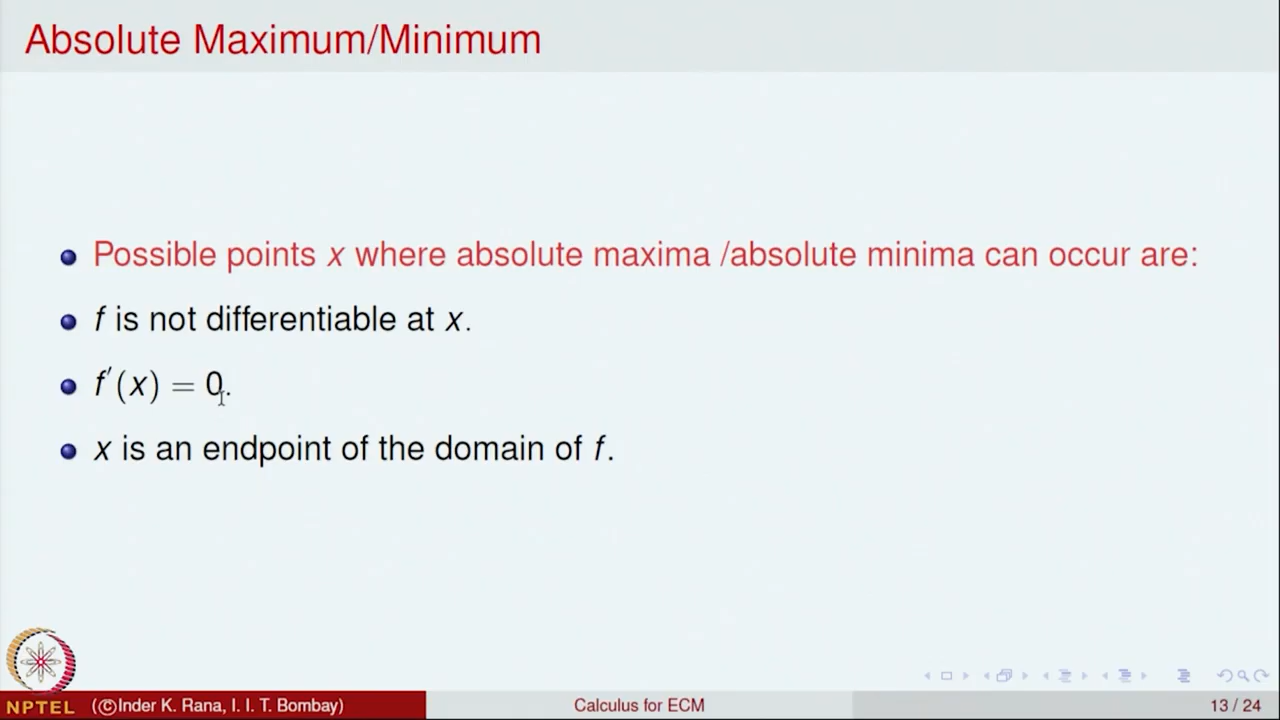 Absolute Maximum/Minimum
Possible points x where absolute maxima /absolute minima can occur are:
f is not differentiable at x.
f′(x) = 0.
x is an endpoint of the domain of f.
NPTEL (©Inder K. Rana, I. I. T. Bombay) Calculus for ECM 13 / 24